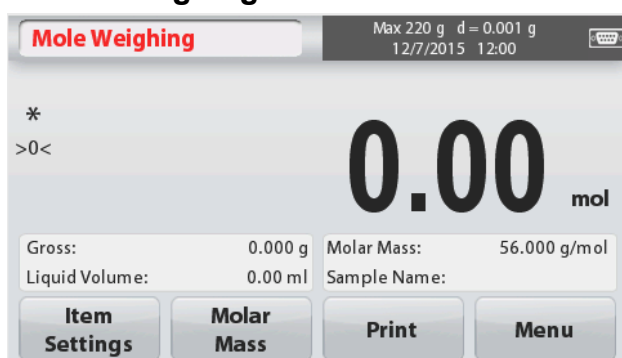 Mole Weighing
Max 220 g d = 0.001 g
12/7/2015 12:00
*
>0<
0.00 mol
Gross: 0.000 g
Liquid Volume: 0.00 ml
Molar Mass: 56.000 g/mol
Sample Name:
Item Settings
Molar Mass
Print
Menu